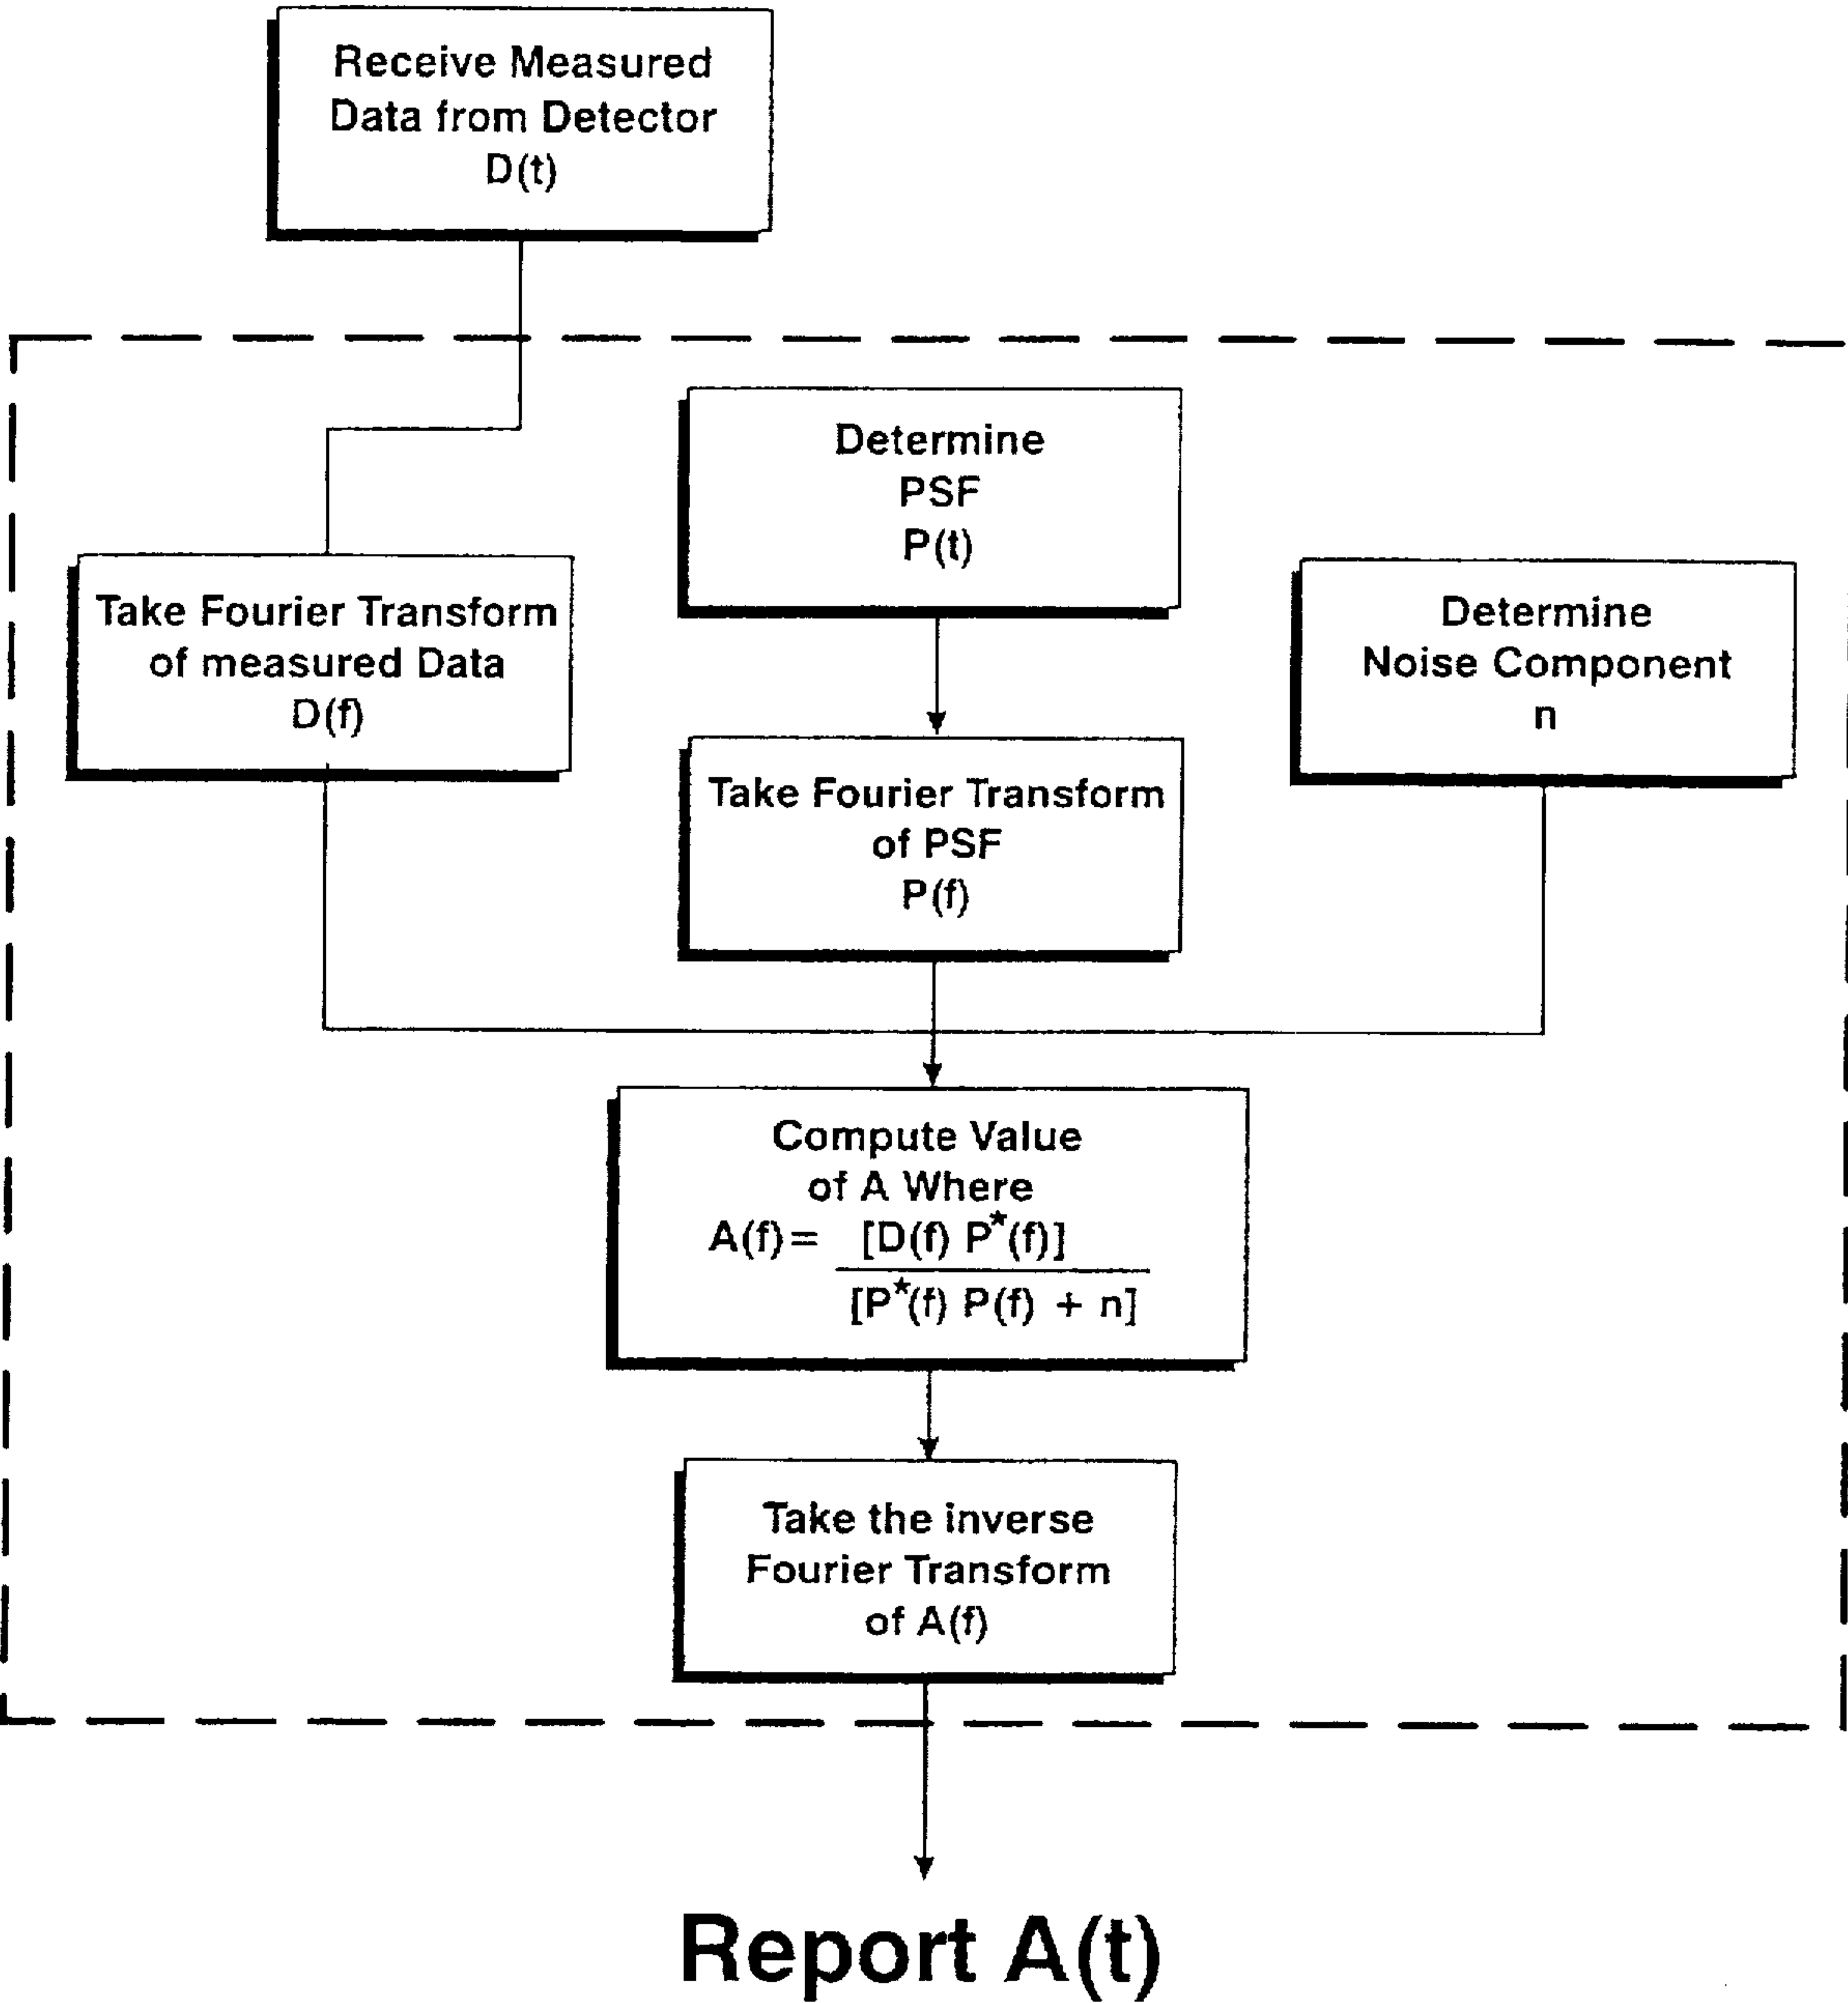 Receive Measured
Data from Detector
D(t)
Determine
PSF
P(t)
Take Fourier Transform
of measured Data
D(f)
Determine
Noise Component
n
Take Fourier Transform
of PSF
P(f)
Compute Value
of A Where
A(f) = [D(f) P*(f)]
[P*(f) P(f) + n]
Take the inverse
Fourier Transform
of A(f)
Report A(t)